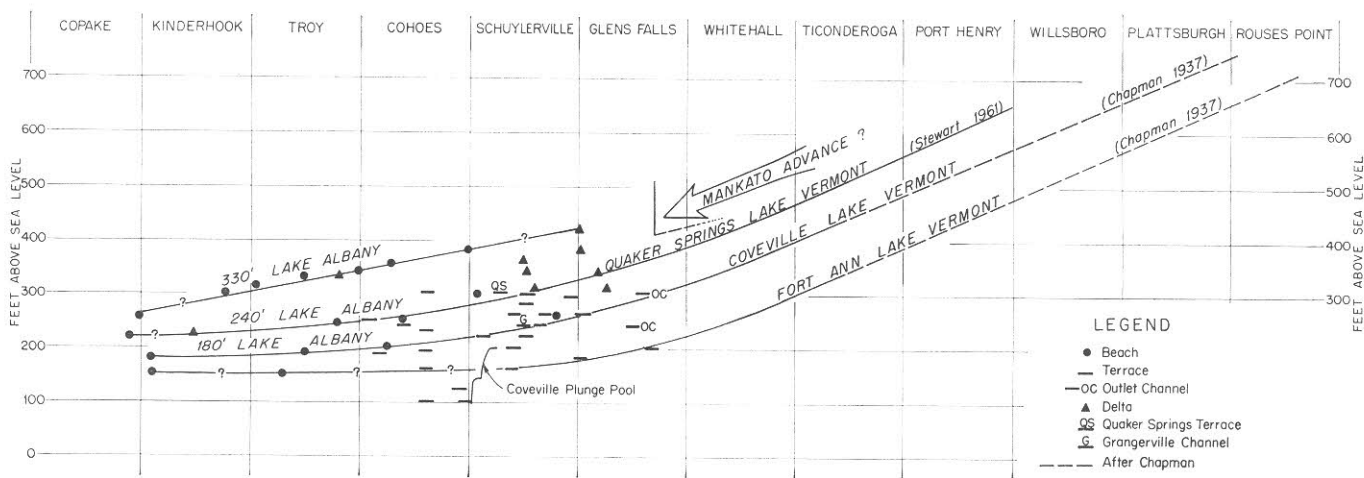 COPAKE KINDERHOOK TROY COHOES SCHUYLERVILLE GLENS FALLS WHITEHALL TICONDEROGA PORT HENRY WILLSBORO PLATTSBURGH ROUSES POINT
FEET ABOVE SEA LEVEL
700
600
500
400
300
200
100
0
330' LAKE ALBANY
240' LAKE ALBANY
180' LAKE ALBANY
?
?
?
?
?
?
?
QS
G
OC
OC
Coveville Plunge Pool
MANKATO ADVANCE ?
QUAKER SPRINGS LAKE VERMONT
(Stewart 1961)
COVEVILLE LAKE VERMONT
(Chapman 1937)
FORT ANN LAKE VERMONT
(Chapman 1937)
700
600
500
400
300
FEET ABOVE SEA LEVEL
LEGEND
Beach
Terrace
OC Outlet Channel
Delta
QS Quaker Springs Terrace
G Grangerville Channel
After Chapman